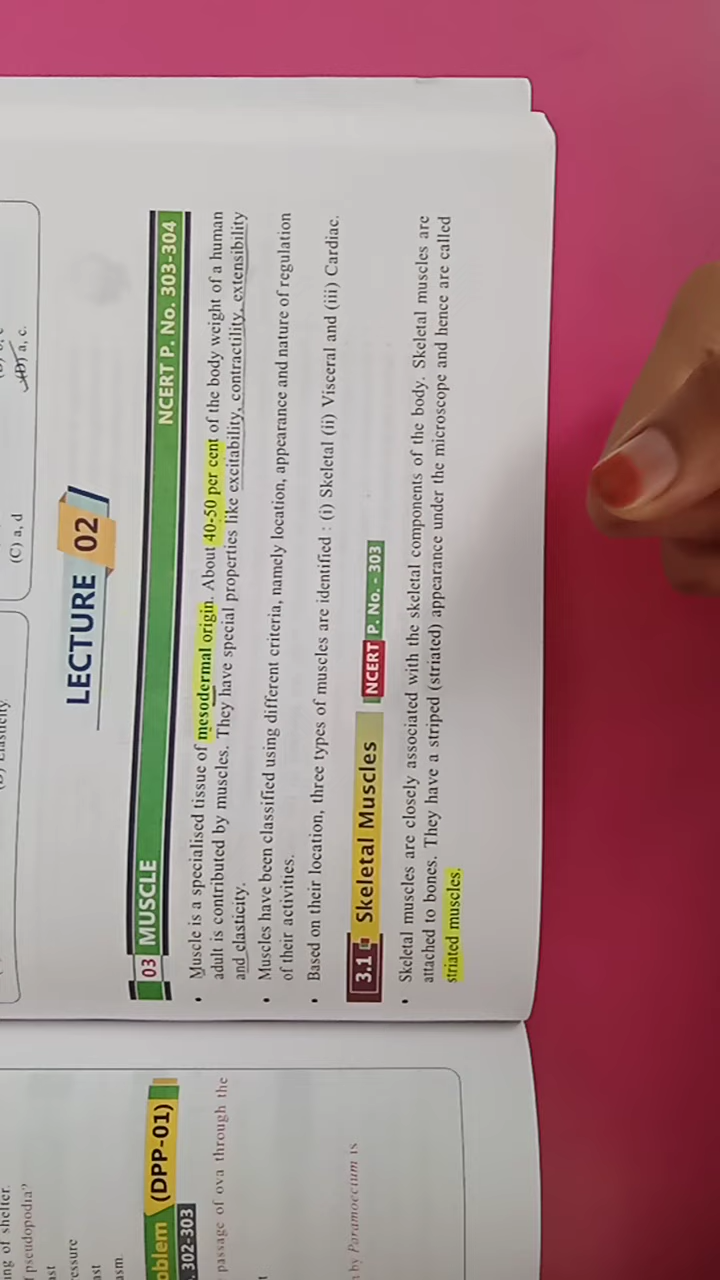 (C) a, d
(D) a, c.
LECTURE 02
03 MUSCLE NCERT P. No. 303-304
• Muscle is a specialised tissue of mesodermal origin. About 40-50 per cent of the body weight of a human
adult is contributed by muscles. They have special properties like excitability, contractility, extensibility
and elasticity.
• Muscles have been classified using different criteria, namely location, appearance and nature of regulation
of their activities.
• Based on their location, three types of muscles are identified : (i) Skeletal (ii) Visceral and (iii) Cardiac.
3.1 Skeletal Muscles NCERT P. No. - 303
• Skeletal muscles are closely associated with the skeletal components of the body. Skeletal muscles are
attached to bones. They have a striped (striated) appearance under the microscope and hence are called
striated muscles.
of shelter.
pseudopodia?
(DPP-01)
302-303
passage of ova through the
by Paramoecium is